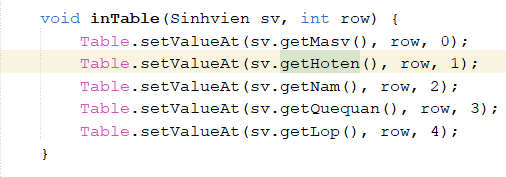 void inTable(Sinhvien sv, int row) {
    Table.setValueAt(sv.getMasv(), row, 0);
    Table.setValueAt(sv.getHoten(), row, 1);
    Table.setValueAt(sv.getNam(), row, 2);
    Table.setValueAt(sv.getQuequan(), row, 3);
    Table.setValueAt(sv.getLop(), row, 4);
}